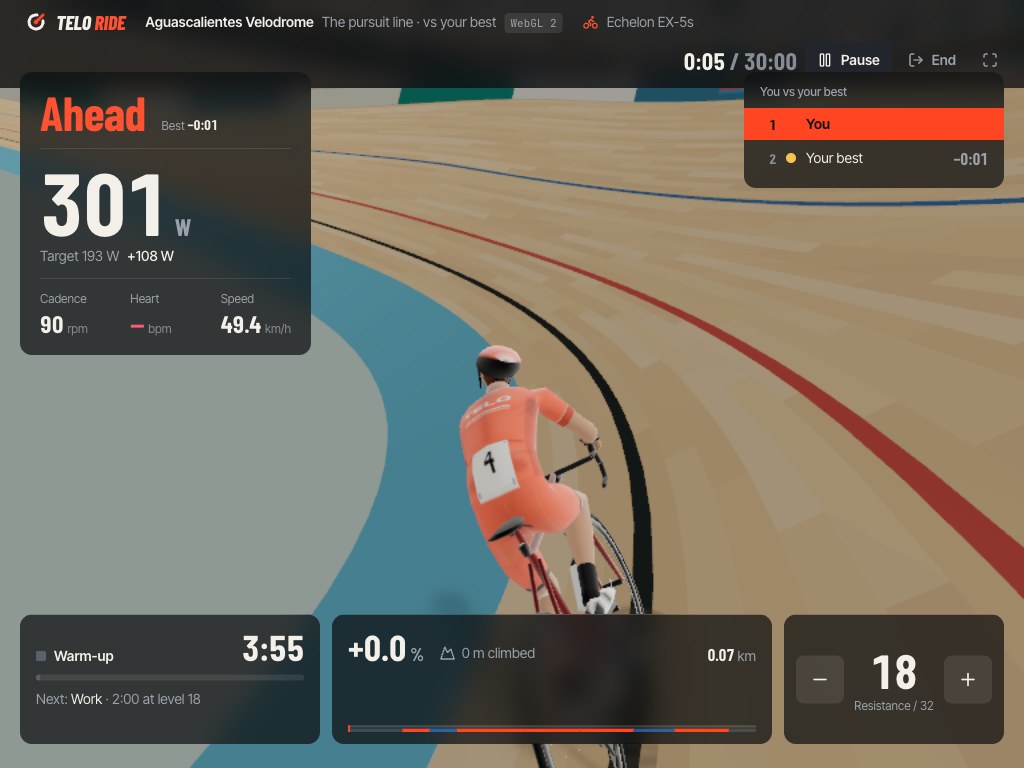 TELO RIDE Aguascalientes Velodrome The pursuit line · vs your best WebGL 2 Echelon EX-5s
0:05 / 30:00 Pause End
Ahead Best −0:01
301 W
Target 193 W +108 W
Cadence Heart Speed
90 rpm – bpm 49.4 km/h
You vs your best
1 You
2 Your best −0:01
TELO
4
Warm-up 3:55
Next: Work · 2:00 at level 18
+0.0 % 0 m climbed 0.07 km
− 18 +
Resistance / 32